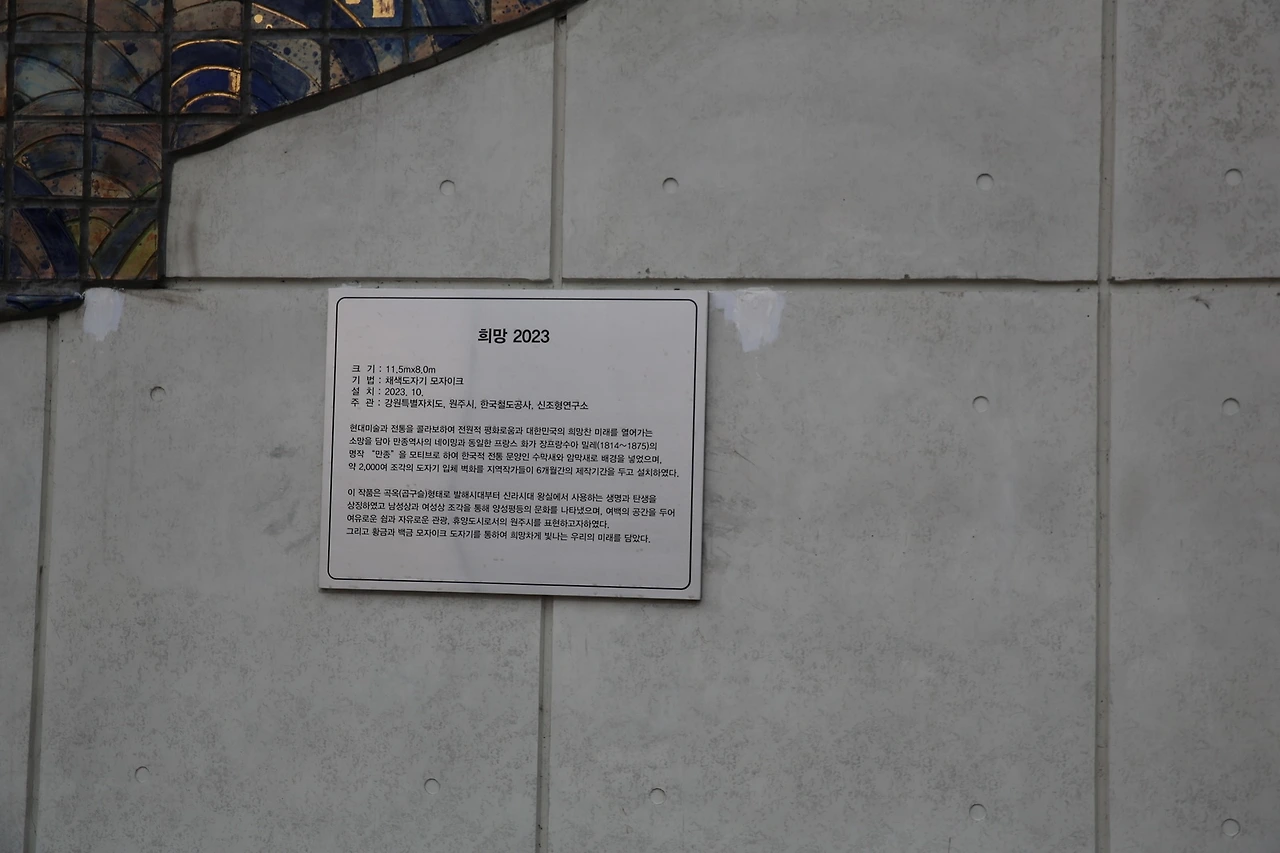 희망 2023
크 기 : 11.5mx8.0m
기 법 : 채색도자기 모자이크
설 치 : 2023. 10.
주 관 : 강원특별자치도, 원주시, 한국철도공사, 신조형연구소
현대미술과 전통을 콜라보하여 전원적 평화로움과 대한민국의 희망찬 미래를 열어가는
소망을 담아 만종역사의 네이밍과 동일한 프랑스 화가 장프랑수아 밀레(1814～1875)의
명작 “만종”을 모티브로 하여 한국적 전통 문양인 수막새와 암막새로 배경을 넣었으며,
약 2,000여 조각의 도자기 입체 벽화를 지역작가들이 6개월간의 제작기간을 두고 설치하였다.
이 작품은 곡옥(곱구슬)형태로 발해시대부터 신라시대 왕실에서 사용하는 생명과 탄생을
상징하였고 남성상과 여성상 조각을 통해 양성평등의 문화를 나타냈으며, 여백의 공간을 두어
여유로운 쉼과 자유로운 관광, 휴양도시로서의 원주시를 표현하고자하였다.
그리고 황금과 백금 모자이크 도자기를 통하여 희망차게 빛나는 우리의 미래를 담았다.